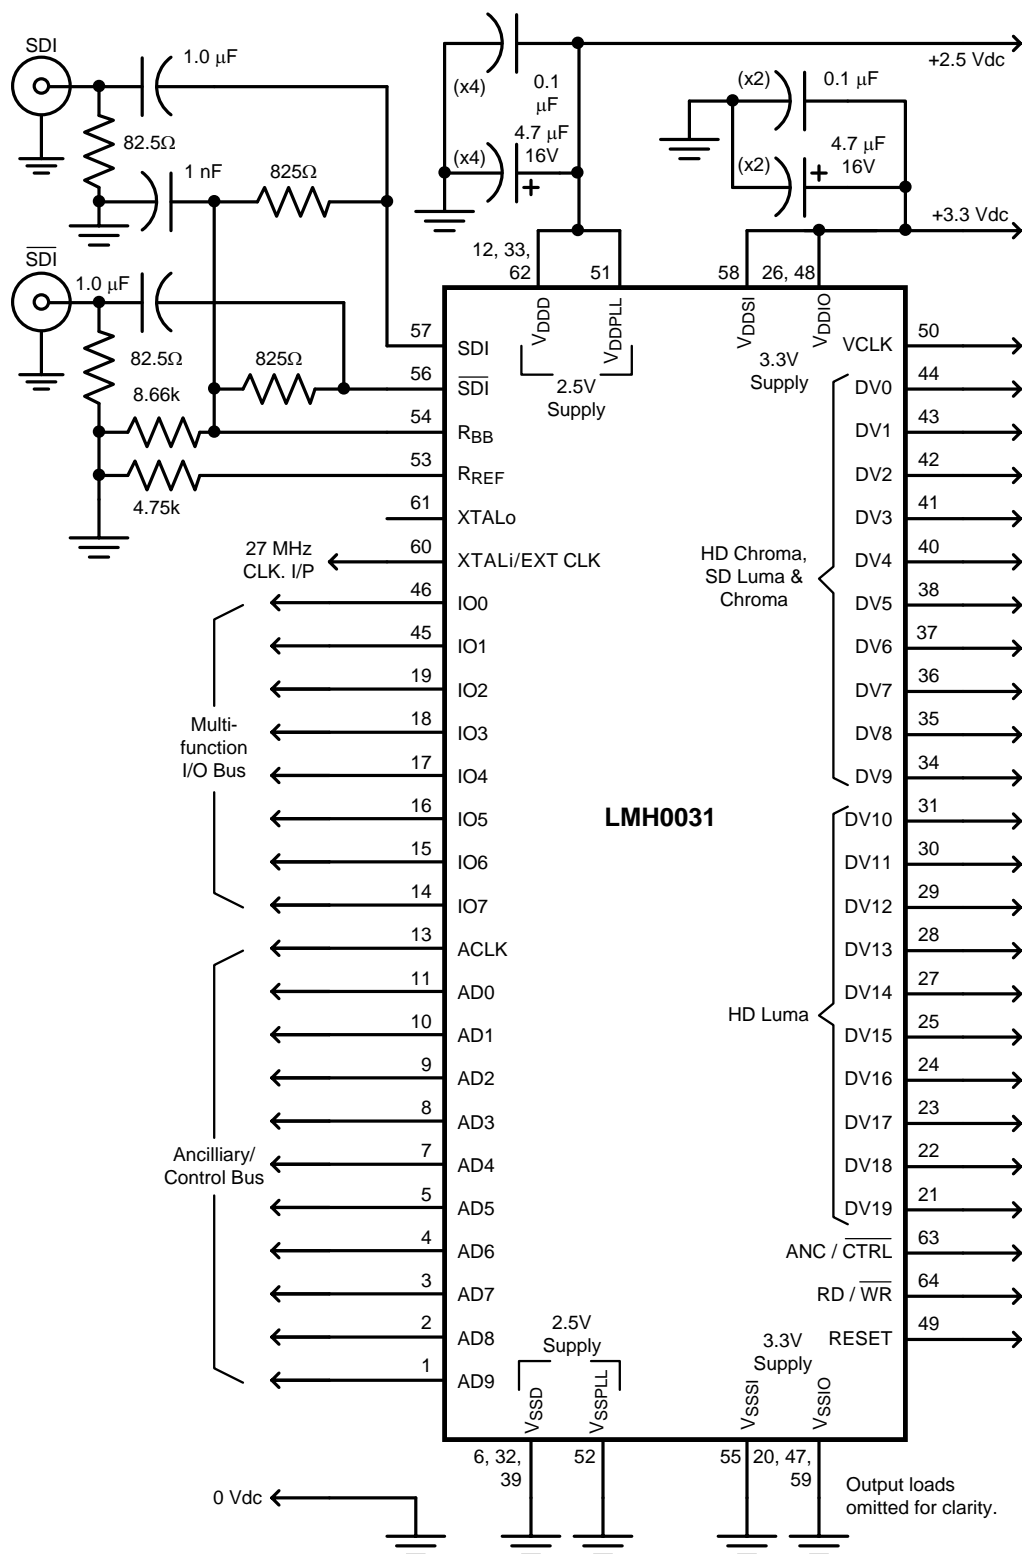 SDI
1.0 µF
82.5Ω
1 nF
825Ω
SDI
1.0 µF
82.5Ω
825Ω
8.66k
4.75k
(x4)
0.1
µF
(x4)
4.7 µF
16V
+
+2.5 Vdc
(x2)
0.1 µF
(x2)
4.7 µF
16V
+
+3.3 Vdc
12, 33,
62
51
58
26, 48
VDDD
VDDPLL
2.5V
Supply
VDDSI
VDDIO
3.3V
Supply
57 SDI
56 SDI
54 RBB
53 RREF
61 XTALo
27 MHz
CLK. I/P
60 XTALi/EXT CLK
46 IO0
45 IO1
19 IO2
18 IO3
17 IO4
16 IO5
15 IO6
14 IO7
Multi-
function
I/O Bus
13 ACLK
11 AD0
10 AD1
9 AD2
8 AD3
7 AD4
5 AD5
4 AD6
3 AD7
2 AD8
1 AD9
Ancilliary/
Control Bus
LMH0031
VCLK 50
DV0 44
DV1 43
DV2 42
DV3 41
DV4 40
DV5 38
DV6 37
DV7 36
DV8 35
DV9 34
HD Chroma,
SD Luma &
Chroma
DV10 31
DV11 30
DV12 29
DV13 28
DV14 27
DV15 25
DV16 24
DV17 23
DV18 22
DV19 21
HD Luma
ANC / CTRL 63
RD / WR 64
RESET 49
2.5V
Supply
VSSD
VSSPLL
3.3V
Supply
VSSSI
VSSIO
6, 32,
39
52
55
20, 47,
59
0 Vdc
Output loads
omitted for clarity.